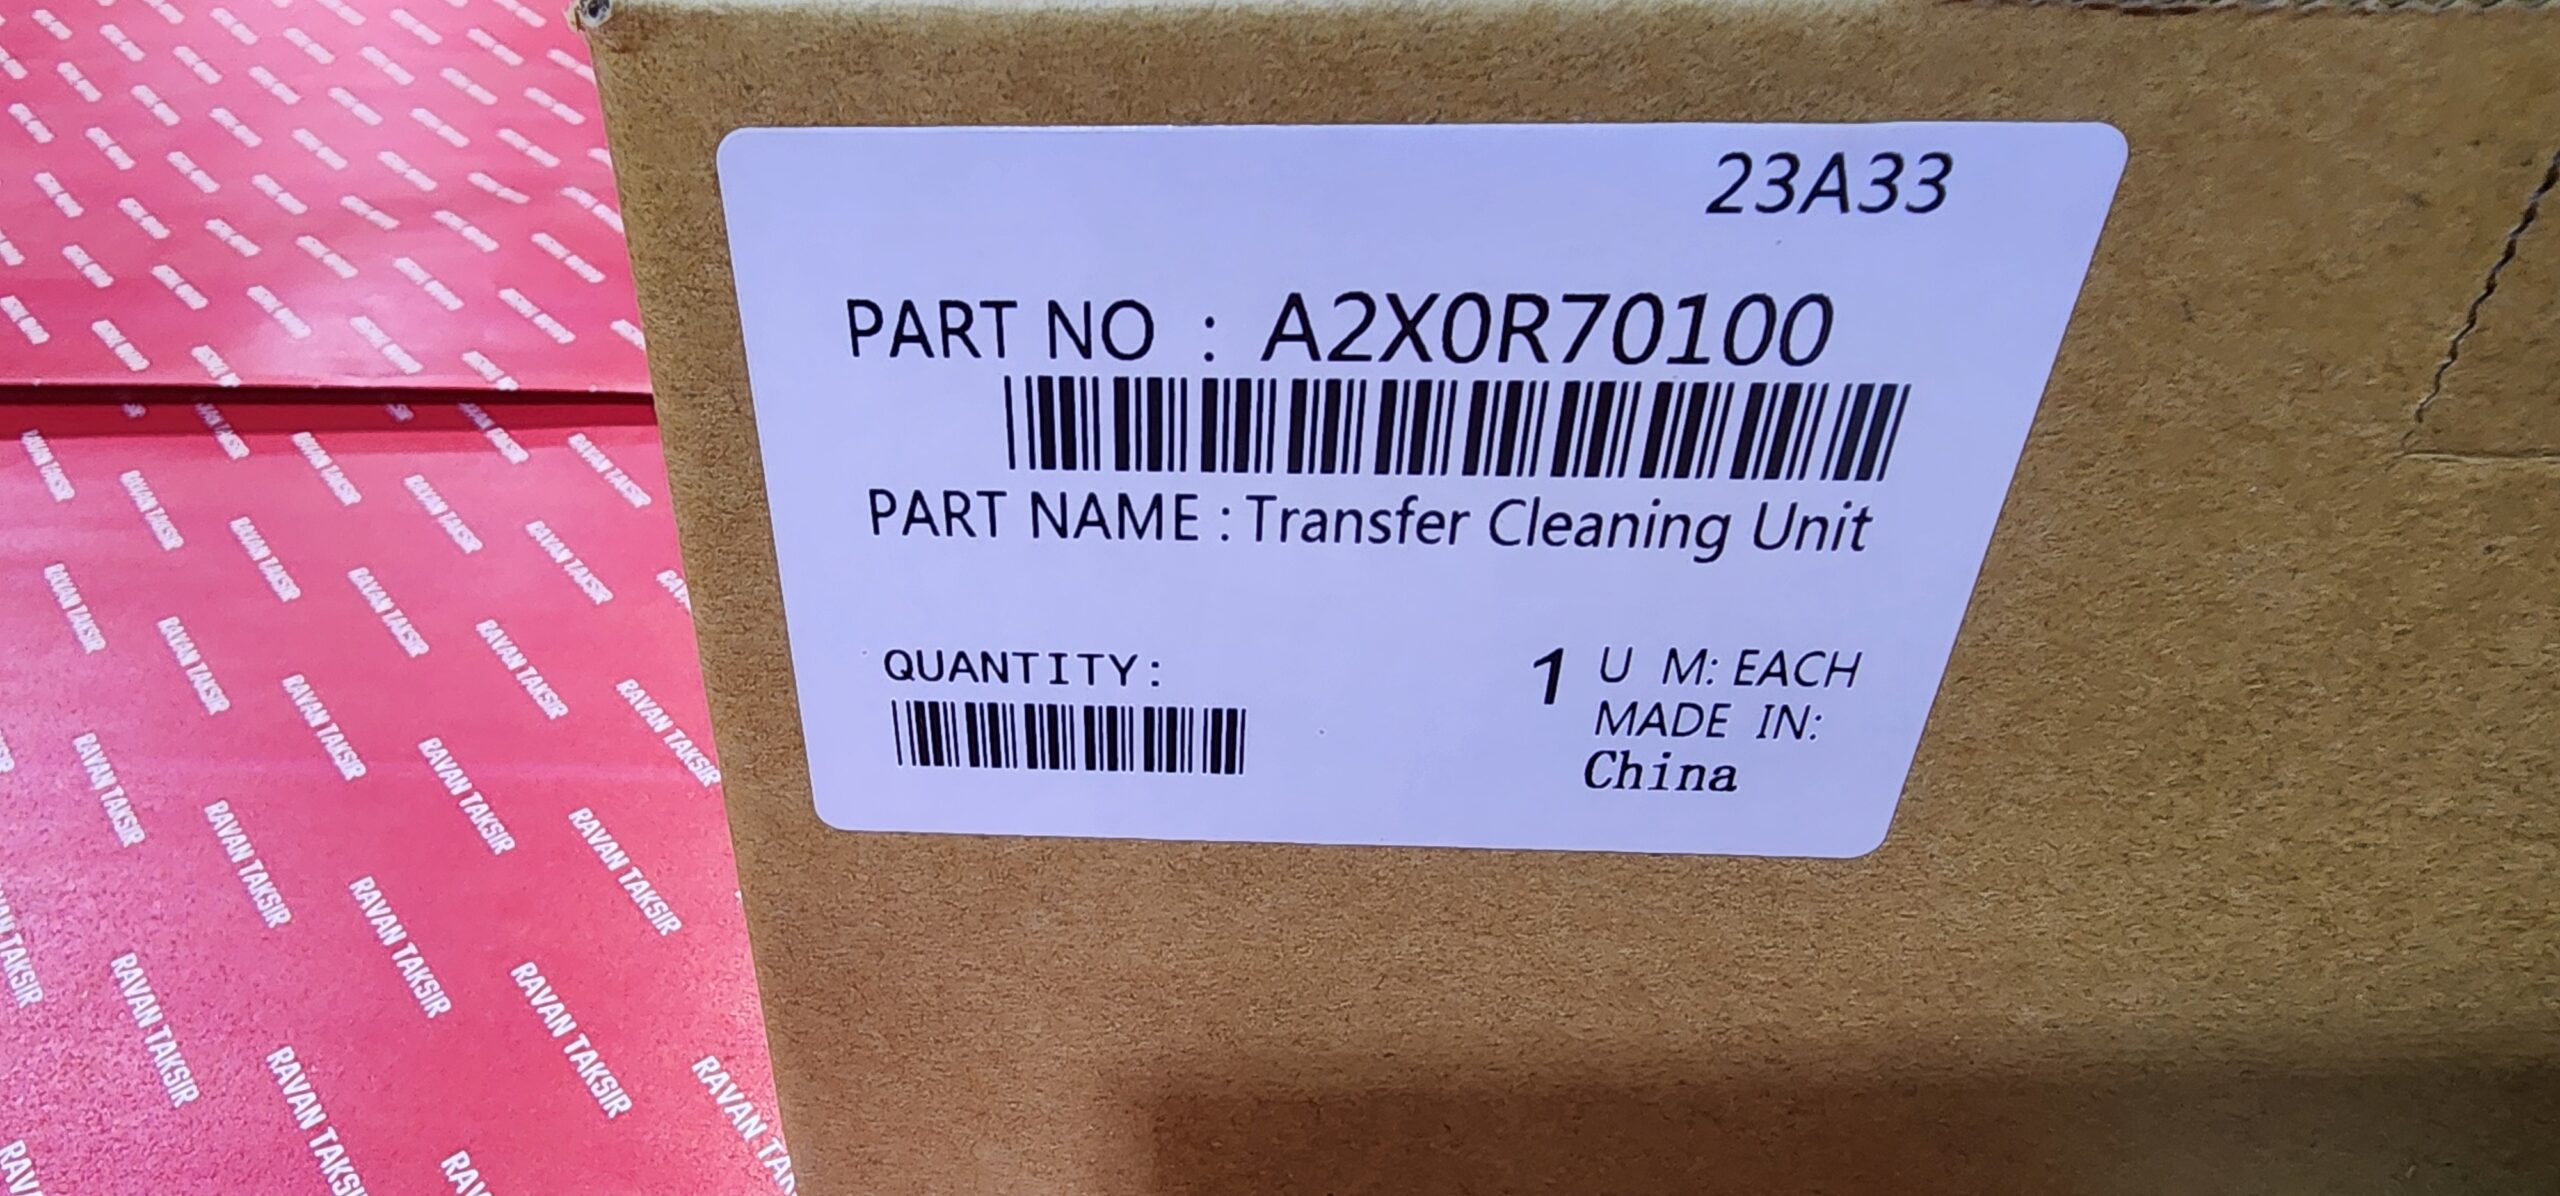 23A33
PART NO : A2X0R70100
PART NAME : Transfer Cleaning Unit
QUANTITY:
1 U M: EACH
MADE IN:
China
RAVAN TAKSIR